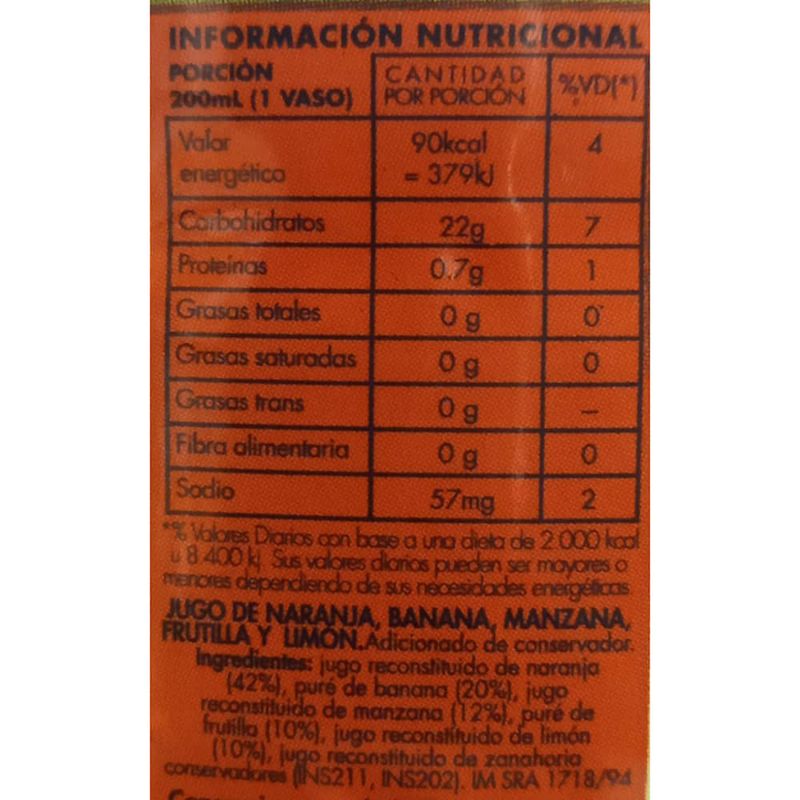 INFORMACIÓN NUTRICIONAL
PORCIÓN 200mL (1 VASO) CANTIDAD POR PORCIÓN %VD(*)
Valor energético 90kcal = 379kJ 4
Carbohidratos 22g 7
Proteínas 0.7g 1
Grasas totales 0 g 0
Grasas saturadas 0 g 0
Grasas trans 0 g –
Fibra alimentaria 0 g 0
Sodio 57mg 2
*% Valores Diarios con base a una dieta de 2.000 kcal
u 8.400 kJ. Sus valores diarios pueden ser mayores o
menores dependiendo de sus necesidades energéticas.
JUGO DE NARANJA, BANANA, MANZANA,
FRUTILLA Y LIMÓN. Adicionado de conservador.
Ingredientes: jugo reconstituido de naranja
(42%), puré de banana (20%), jugo
reconstituido de manzana (12%), puré de
frutilla (10%), jugo reconstituido de limón
(10%), jugo reconstituido de zanahoria
conservadores (INS211, INS202). IM SRA 1718/94